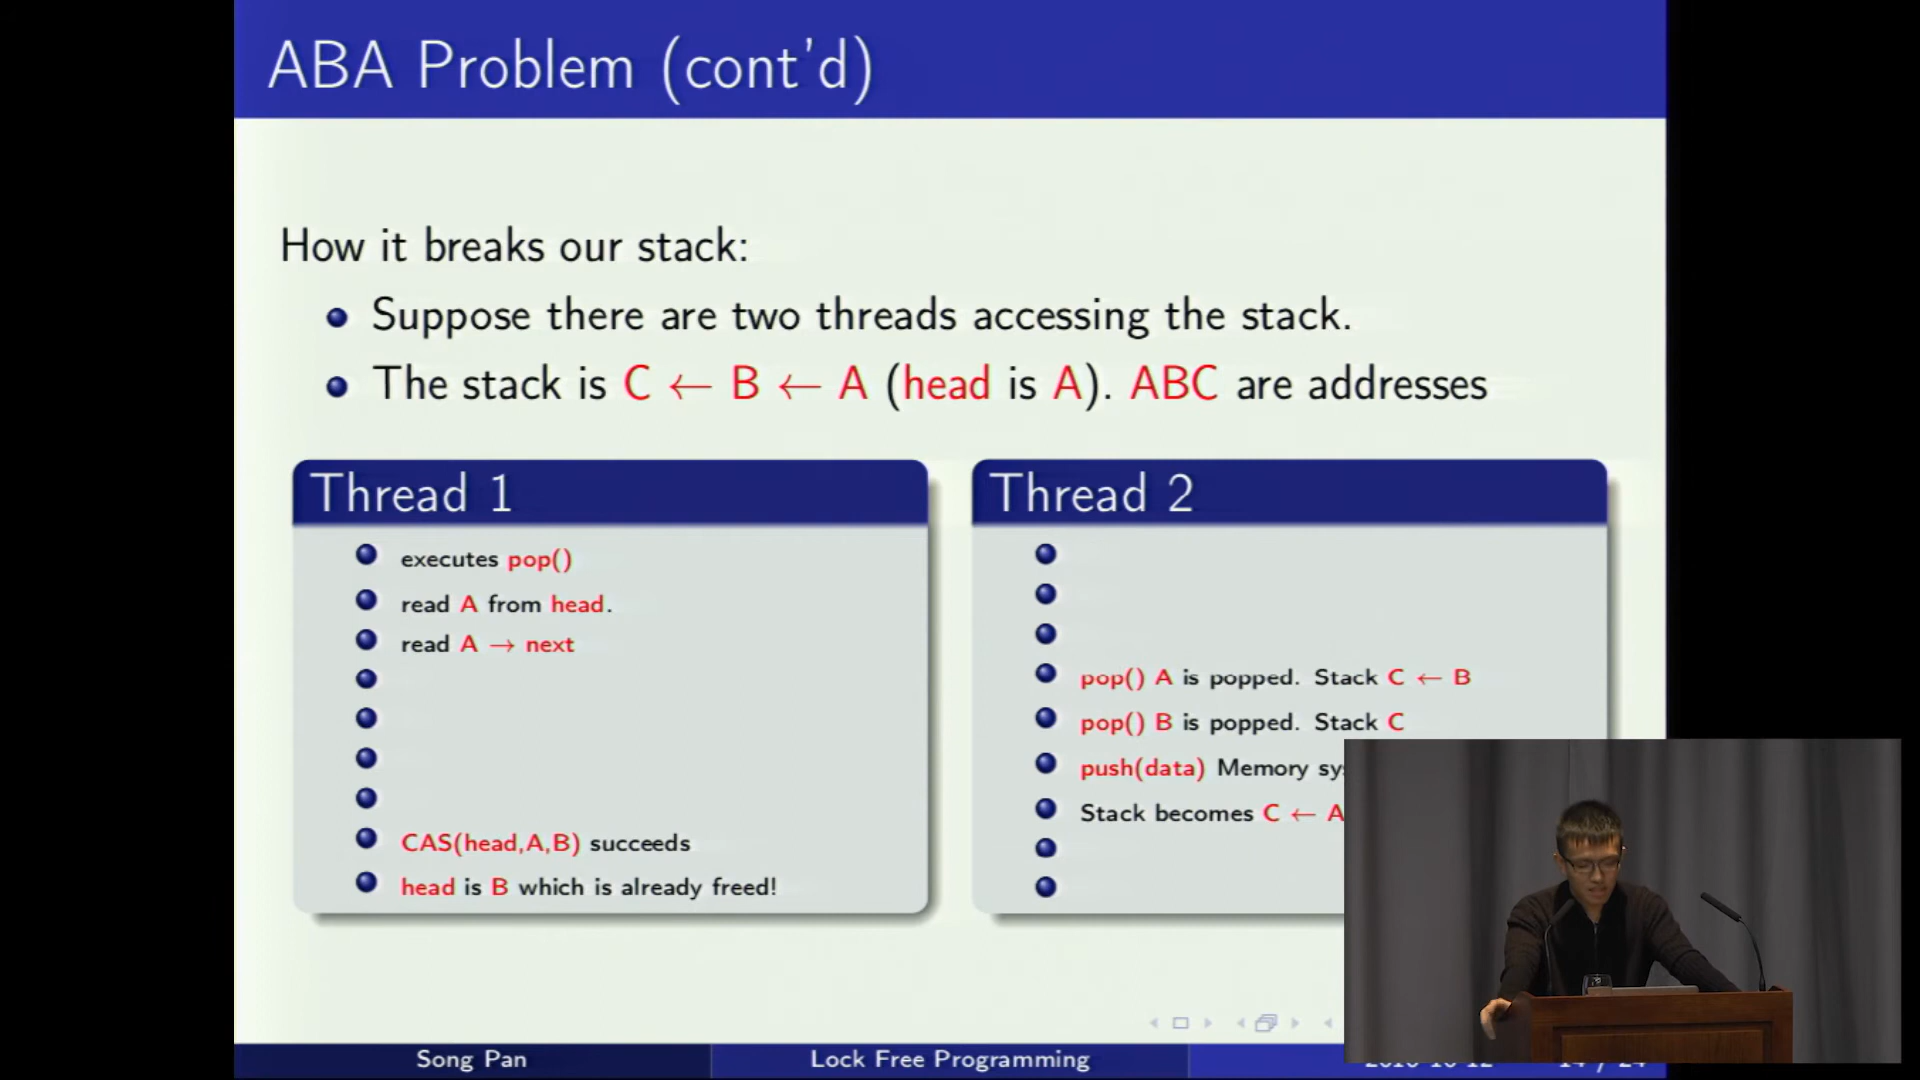 ABA Problem (cont'd)
How it breaks our stack:
Suppose there are two threads accessing the stack.
The stack is C ← B ← A (head is A). ABC are addresses
Thread 1
executes pop()
read A from head.
read A → next
CAS(head,A,B) succeeds
head is B which is already freed!
Thread 2
pop() A is popped. Stack C ← B
pop() B is popped. Stack C
push(data) Memory
Stack becomes C ← A
Song Pan
Lock Free Programming